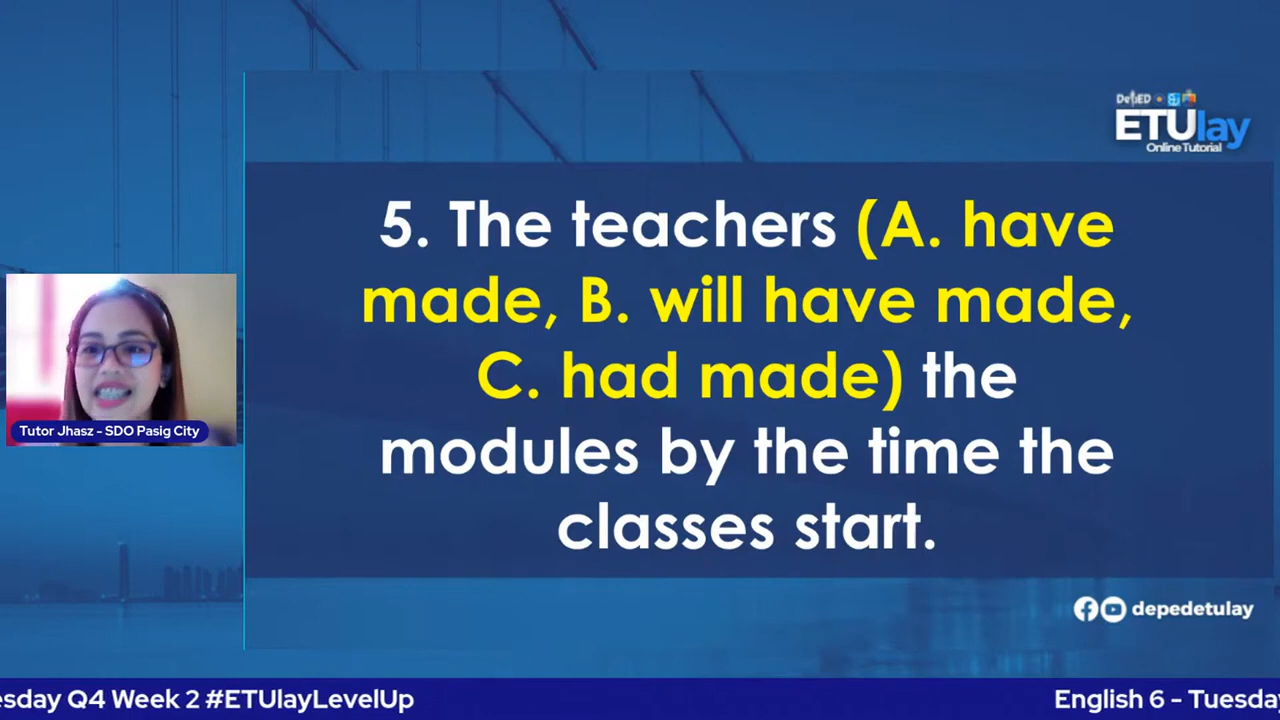 DepED
ETUlay
Online Tutorial
5. The teachers (A. have
made, B. will have made,
C. had made) the
modules by the time the
classes start.
Tutor Jhasz - SDO Pasig City
depedetulay
esday Q4 Week 2 #ETUlayLevelUp
English 6 - Tuesday